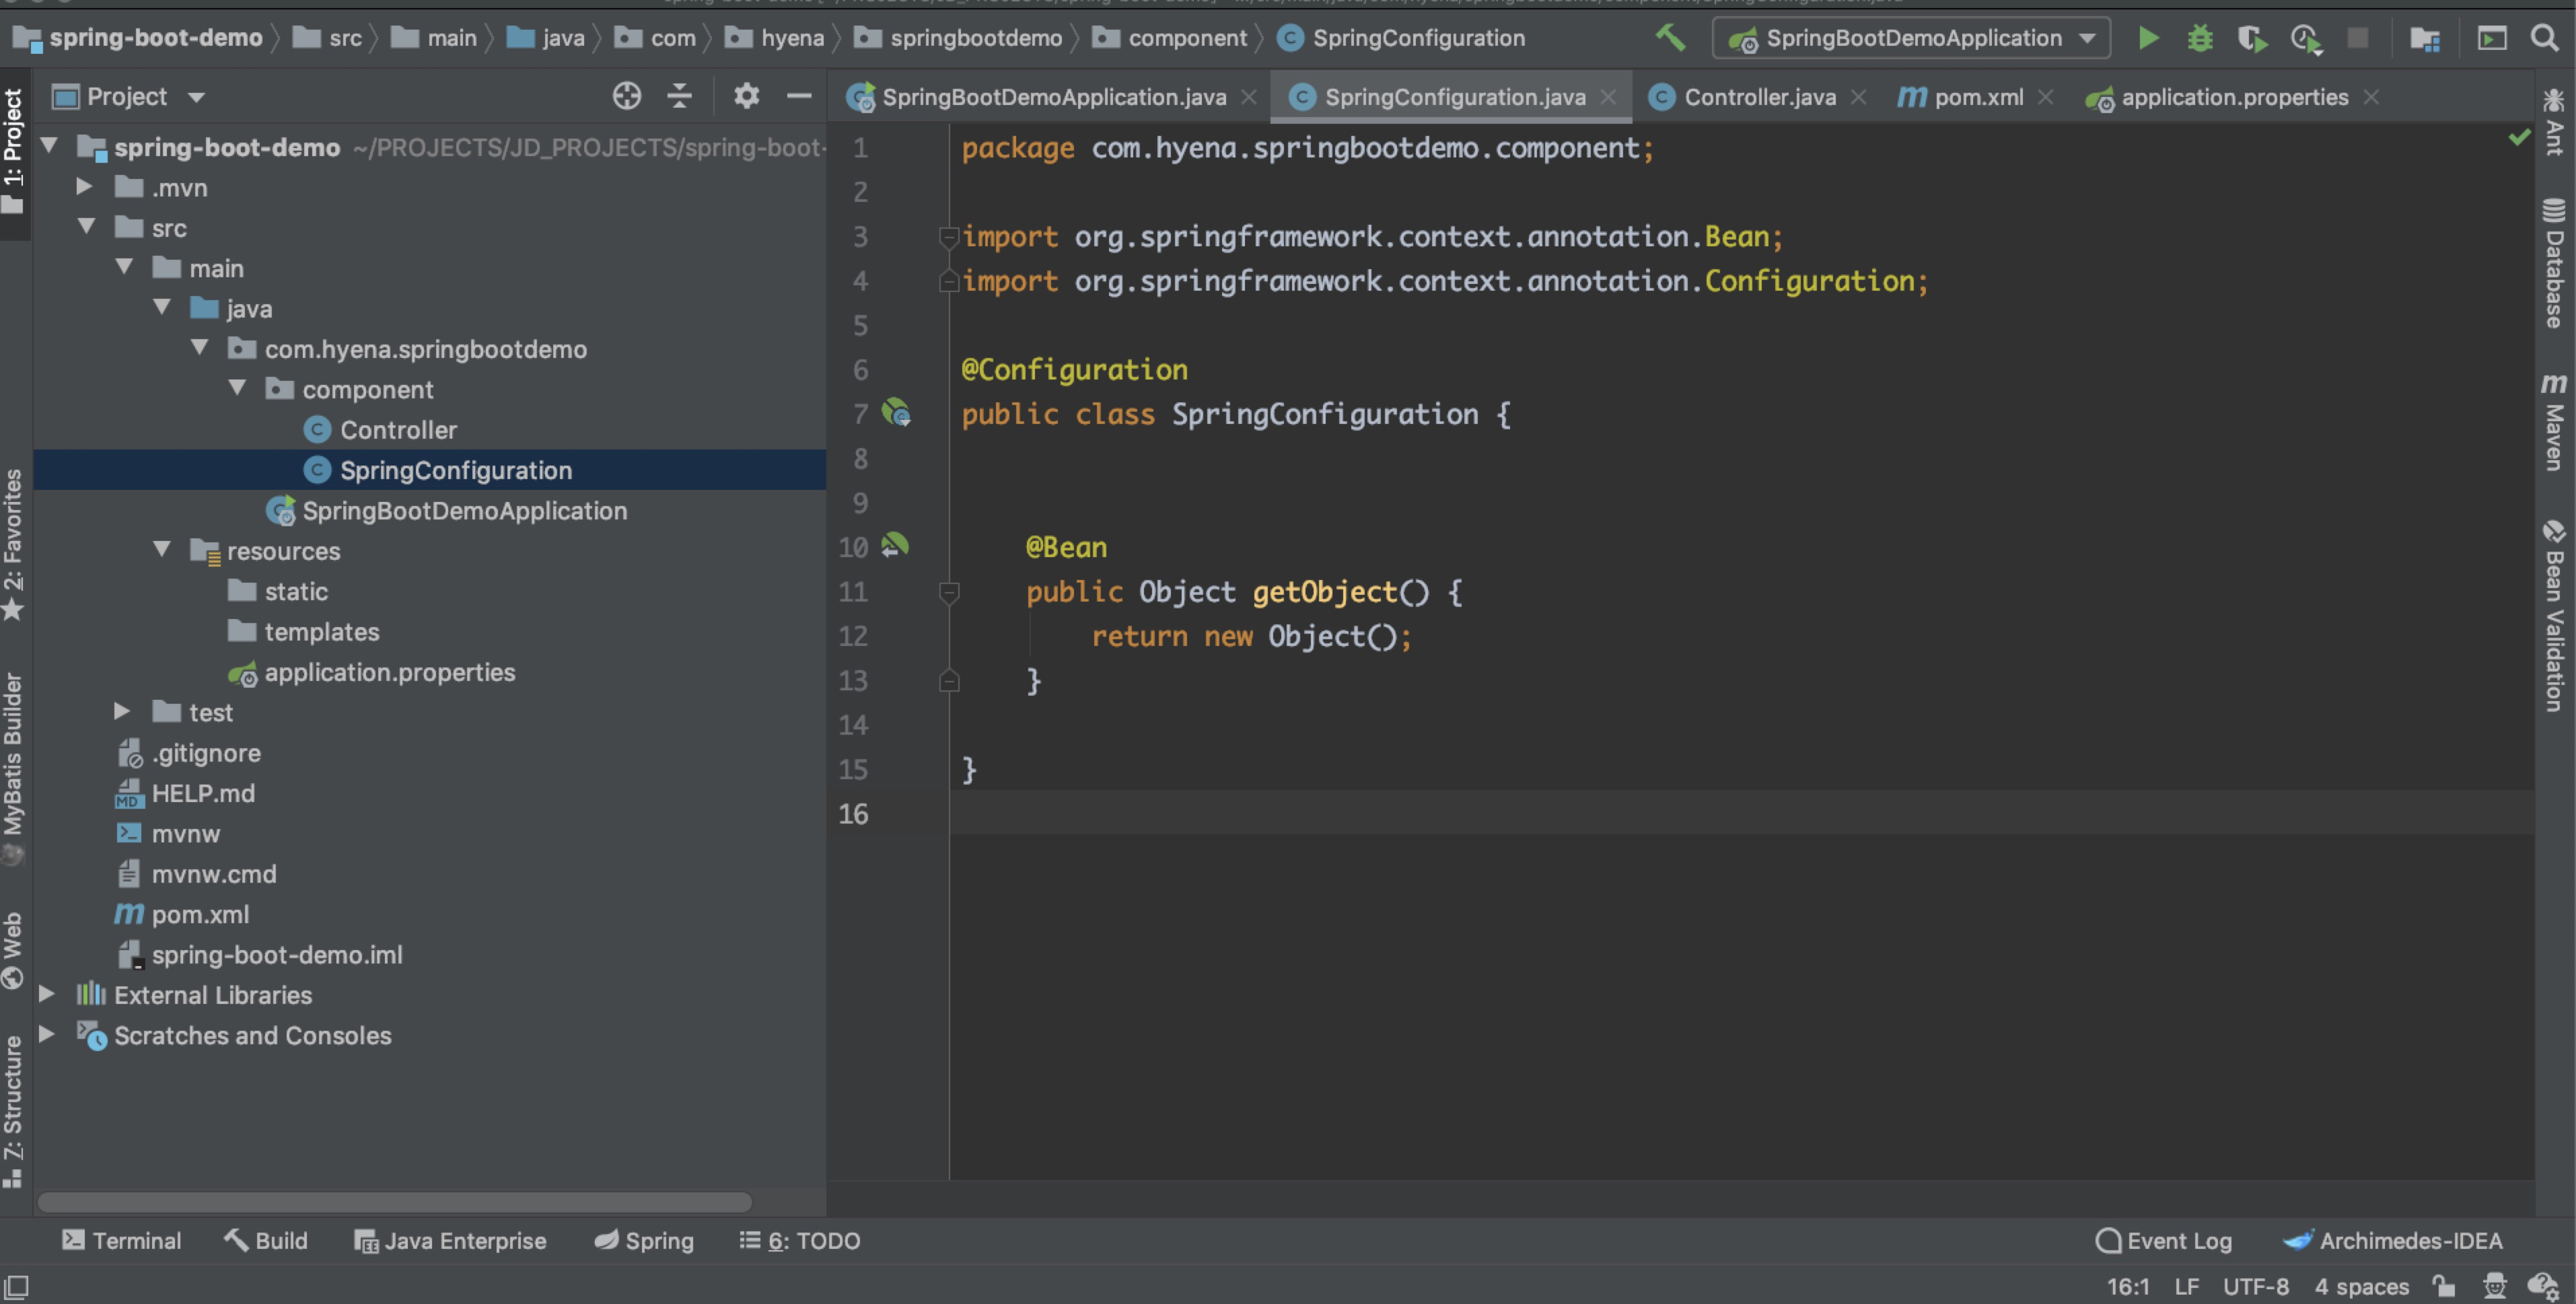 spring-boot-demo src main java com hyena springbootdemo component SpringConfiguration SpringBootDemoApplication
Project
SpringBootDemoApplication.java SpringConfiguration.java Controller.java pom.xml application.properties
1: Project
2: Favorites
MyBatis Builder
Web
7: Structure
spring-boot-demo ~/PROJECTS/JD_PROJECTS/spring-boot-
.mvn
src
main
java
com.hyena.springbootdemo
component
Controller
SpringConfiguration
SpringBootDemoApplication
resources
static
templates
application.properties
test
.gitignore
HELP.md
mvnw
mvnw.cmd
pom.xml
spring-boot-demo.iml
External Libraries
Scratches and Consoles
1 package com.hyena.springbootdemo.component;
2
3 import org.springframework.context.annotation.Bean;
4 import org.springframework.context.annotation.Configuration;
5
6 @Configuration
7 public class SpringConfiguration {
8
9
10 @Bean
11 public Object getObject() {
12 return new Object();
13 }
14
15 }
16
Ant
Database
Maven
Bean Validation
Terminal Build Java Enterprise Spring 6: TODO Event Log Archimedes-IDEA
16:1 LF UTF-8 4 spaces